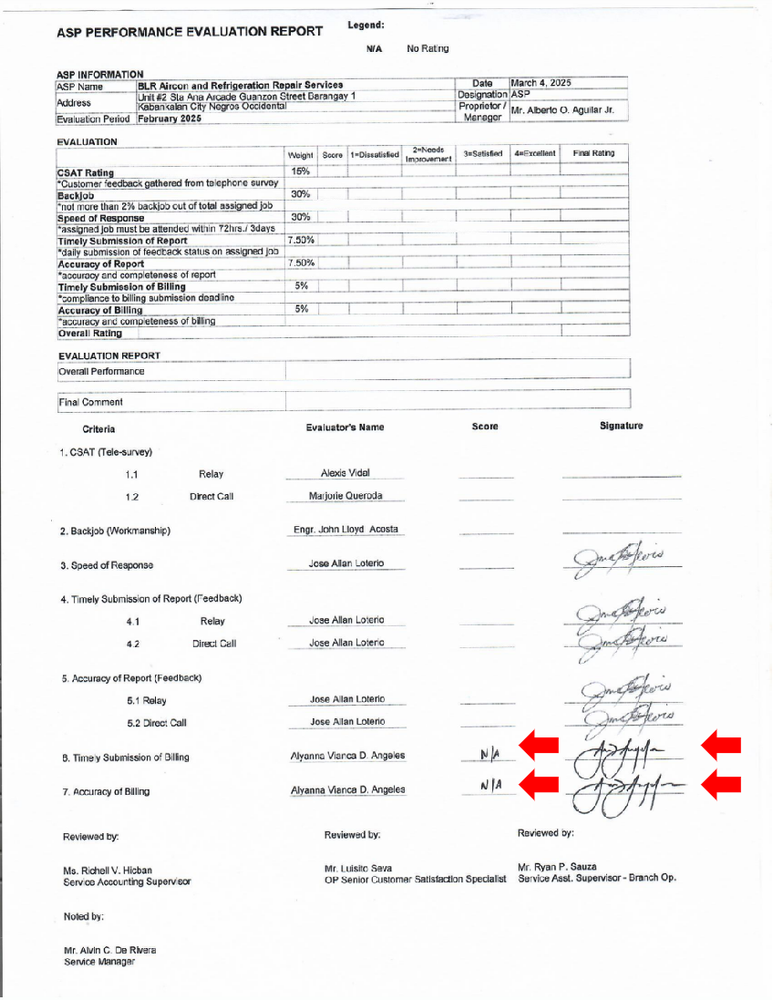 Legend:
ASP PERFORMANCE EVALUATION REPORT
N/A No Rating
ASP INFORMATION
ASP Name BLR Aircon and Refrigeration Repair Services Date March 4, 2025
Address Unit #2 Sta Ana Arcade Guanzon Street Barangay 1 Designation ASP
Kabankalan City Negros Occidental Proprietor / Manager Mr. Alberto O. Aguilar Jr.
Evaluation Period February 2025
EVALUATION
Weight Score 1=Dissatisfied 2=Needs Improvement 3=Satisfied 4=Excellent Final Rating
CSAT Rating 15%
*Customer feedback gathered from telephone survey
Backjob 30%
*not more than 2% backjob out of total assigned job
Speed of Response 30%
*assigned job must be attended within 72hrs./ 3days
Timely Submission of Report 7.50%
*daily submission of feedback status on assigned job
Accuracy of Report 7.50%
*accuracy and completeness of report
Timely Submission of Billing 5%
*compliance to billing submission deadline
Accuracy of Billing 5%
*accuracy and completeness of billing
Overall Rating
EVALUATION REPORT
Overall Performance
Final Comment
Criteria Evaluator's Name Score Signature
1. CSAT (Tele-survey)
1.1 Relay Alexis Vidal
1.2 Direct Call Marjorie Queroda
2. Backjob (Workmanship) Engr. John Lloyd Acosta
3. Speed of Response Jose Allan Loterio
4. Timely Submission of Report (Feedback)
4.1 Relay Jose Allan Loterio
4.2 Direct Call Jose Allan Loterio
5. Accuracy of Report (Feedback)
5.1 Relay Jose Allan Loterio
5.2 Direct Call Jose Allan Loterio
6. Timely Submission of Billing Alyanna Vianca D. Angeles N/A
7. Accuracy of Billing Alyanna Vianca D. Angeles N/A
Reviewed by: Reviewed by: Reviewed by:
Ms. Richell V. Hicban Mr. Luisito Seva Mr. Ryan P. Sauza
Service Accounting Supervisor OP Senior Customer Satisfaction Specialist Service Asst. Supervisor - Branch Op.
Noted by:
Mr. Alvin C. De Rivera
Service Manager